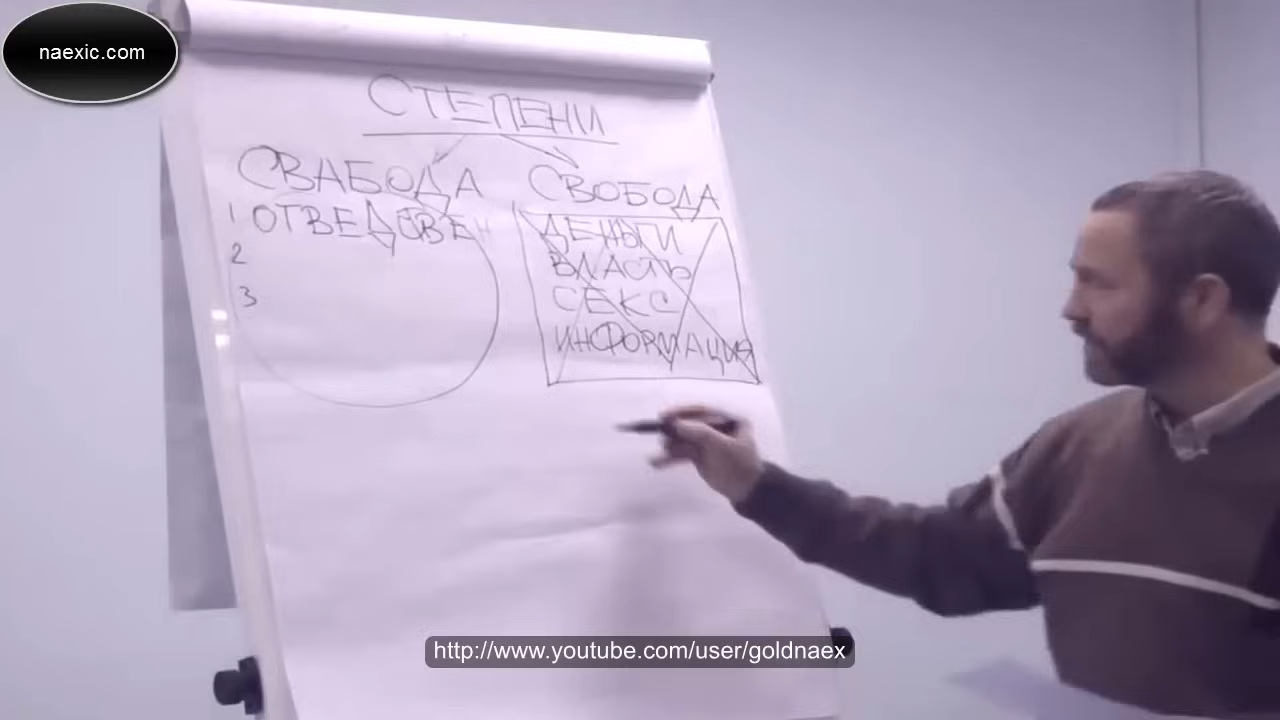 naexic.com
СТЕПЕНИ
СВАБОДА
1 ОТВЕДСВЕН
2
3
СВОБОДА
ДЕНЬГИ
ВЛАСТЬ
СЕКС
ИНФОРМАЦИЯ
http://www.youtube.com/user/goldnaex